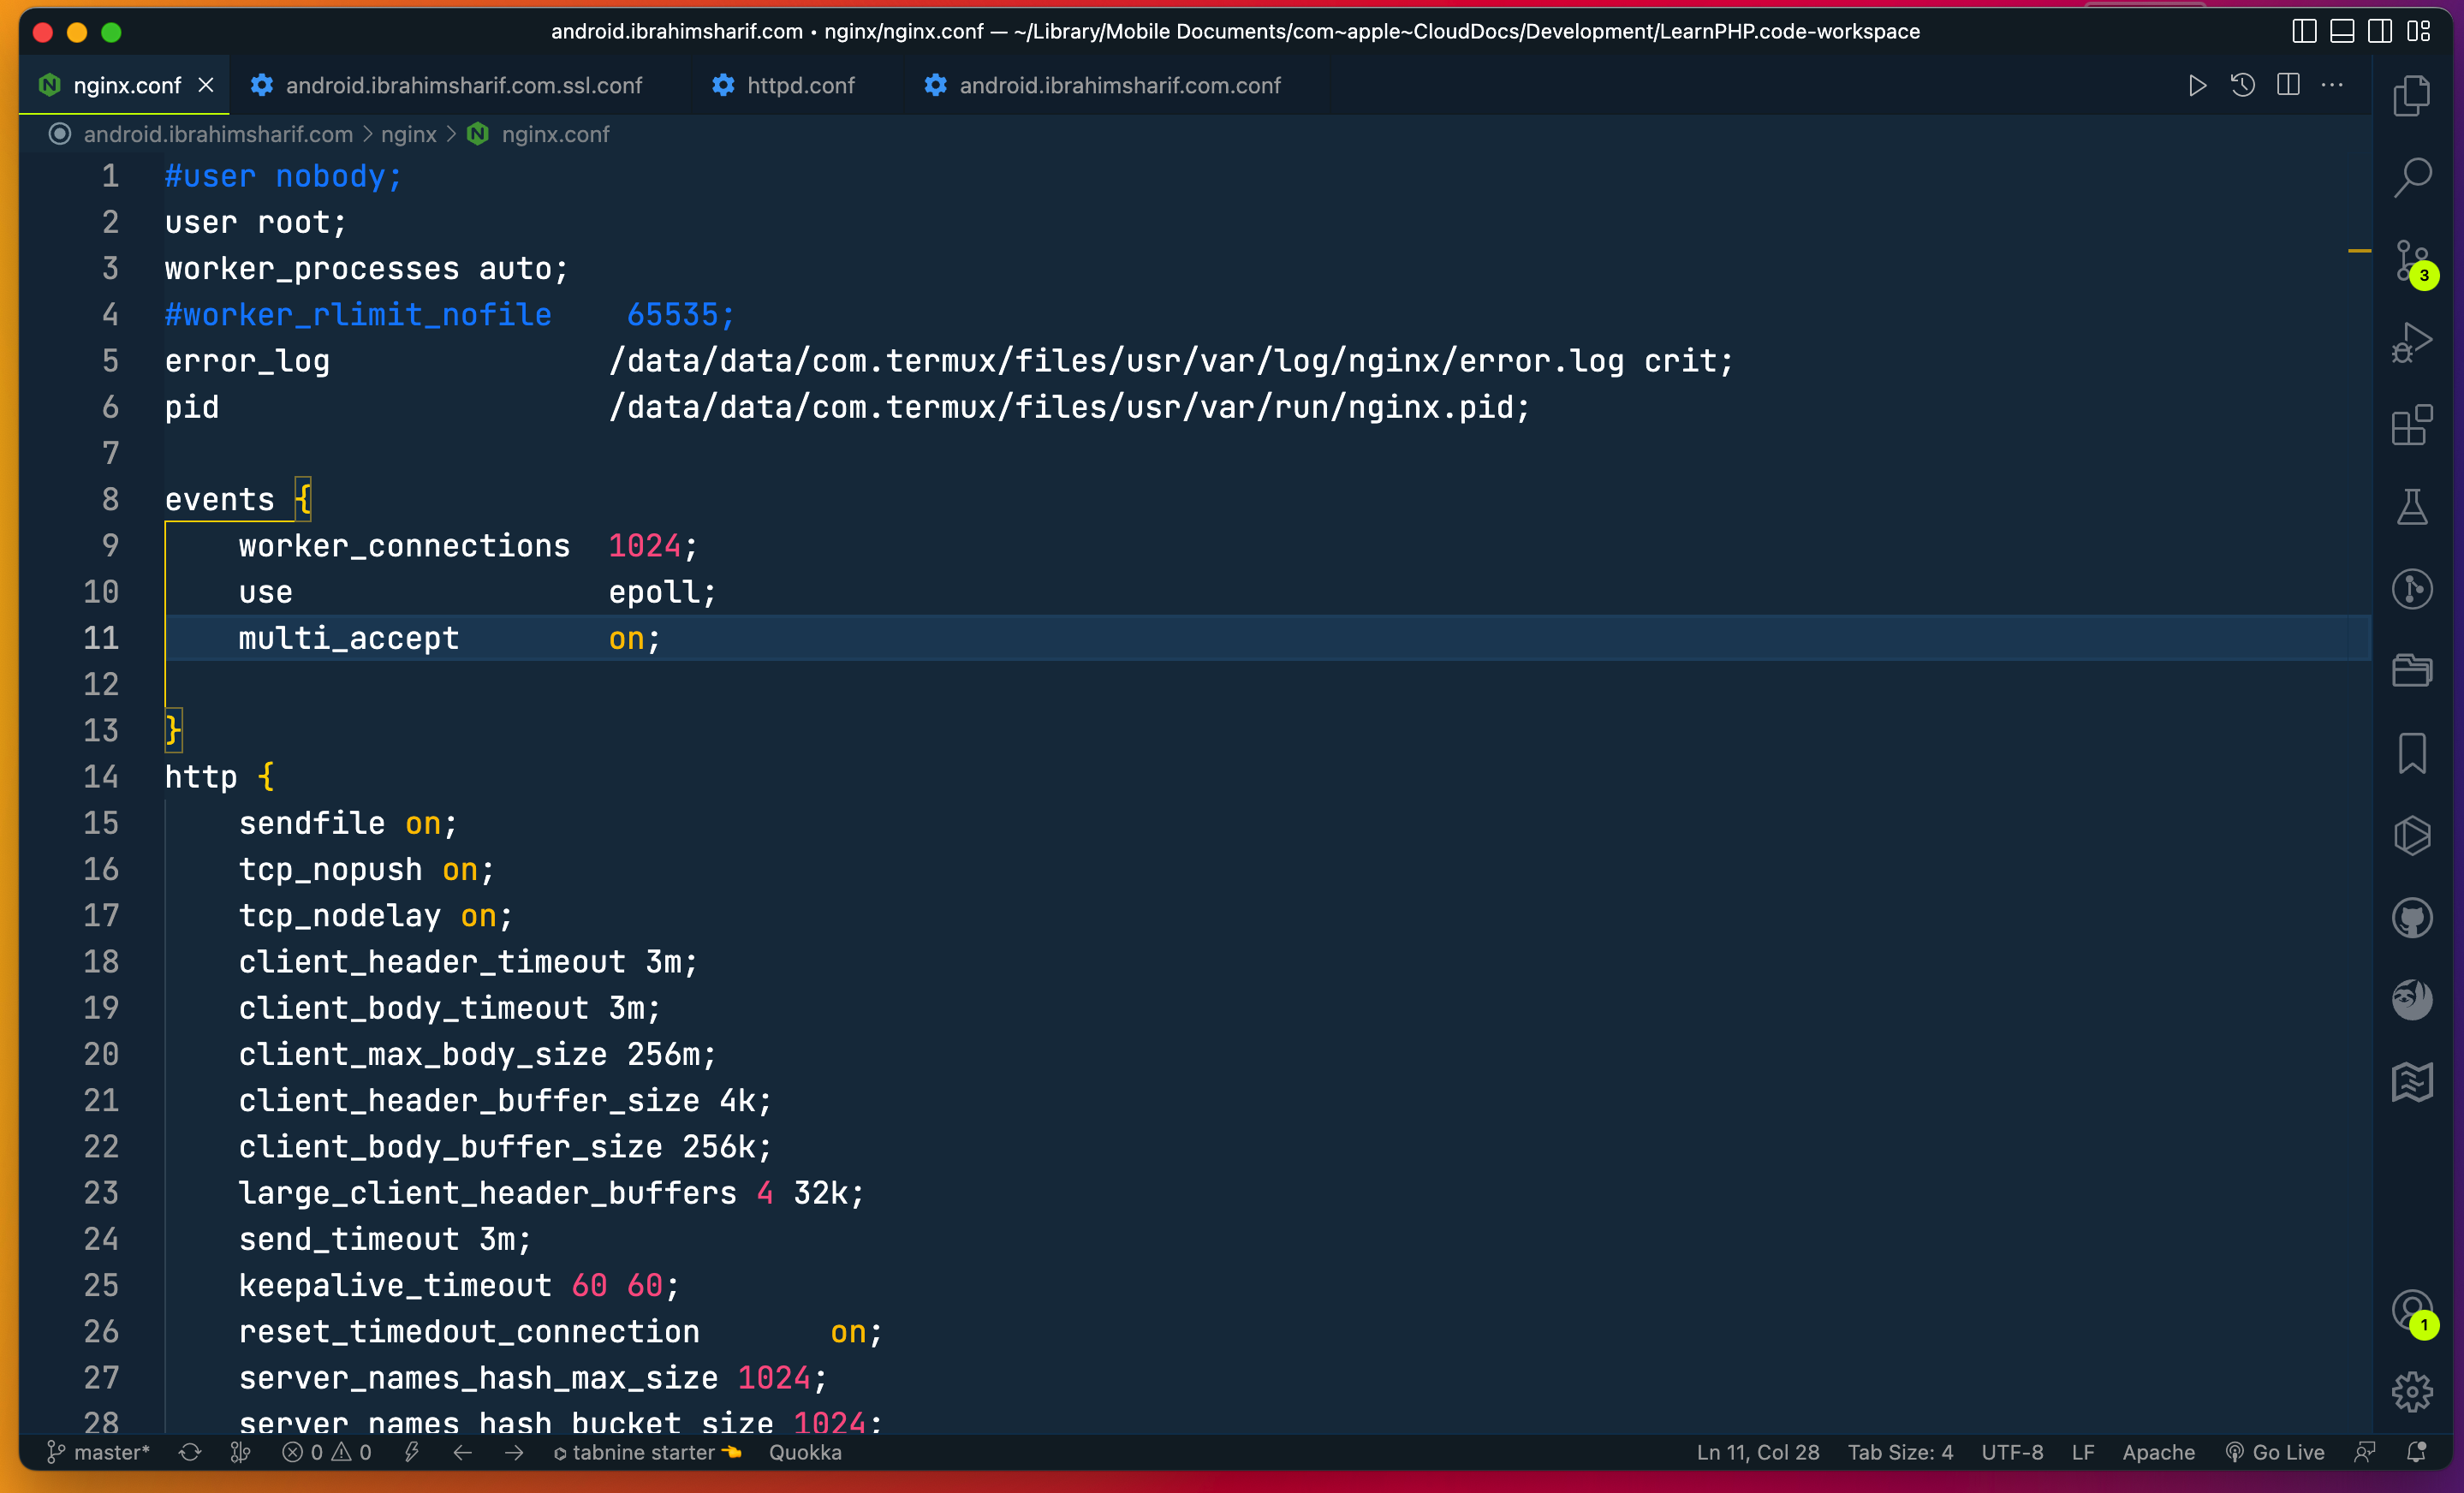 android.ibrahimsharif.com • nginx/nginx.conf — ~/Library/Mobile Documents/com~apple~CloudDocs/Development/LearnPHP.code-workspace
nginx.conf android.ibrahimsharif.com.ssl.conf httpd.conf android.ibrahimsharif.com.conf
android.ibrahimsharif.com > nginx > nginx.conf
1 #user nobody;
2 user root;
3 worker_processes auto;
4 #worker_rlimit_nofile    65535;
5 error_log               /data/data/com.termux/files/usr/var/log/nginx/error.log crit;
6 pid                     /data/data/com.termux/files/usr/var/run/nginx.pid;
7
8 events {
9     worker_connections  1024;
10     use                 epoll;
11     multi_accept        on;
12
13 }
14 http {
15     sendfile on;
16     tcp_nopush on;
17     tcp_nodelay on;
18     client_header_timeout 3m;
19     client_body_timeout 3m;
20     client_max_body_size 256m;
21     client_header_buffer_size 4k;
22     client_body_buffer_size 256k;
23     large_client_header_buffers 4 32k;
24     send_timeout 3m;
25     keepalive_timeout 60 60;
26     reset_timedout_connection       on;
27     server_names_hash_max_size 1024;
28     server_names_hash_bucket_size 1024;
3
1
master* 0 0 tabnine starter Quokka Ln 11, Col 28 Tab Size: 4 UTF-8 LF Apache Go Live